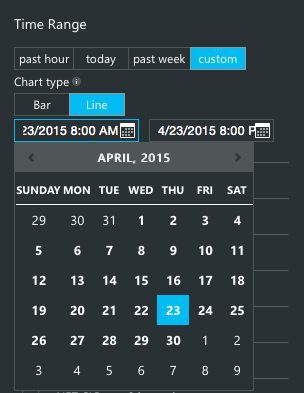 Time Range
past hour today past week custom
Chart type
Bar Line
23/2015 8:00 AM 4/23/2015 8:00 P
APRIL, 2015
SUNDAY MON TUE WED THU FRI SAT
29 30 31 1 2 3 4
5 6 7 8 9 10 11
12 13 14 15 16 17 18
19 20 21 22 23 24 25
26 27 28 29 30 1 2
3 4 5 6 7 8 9